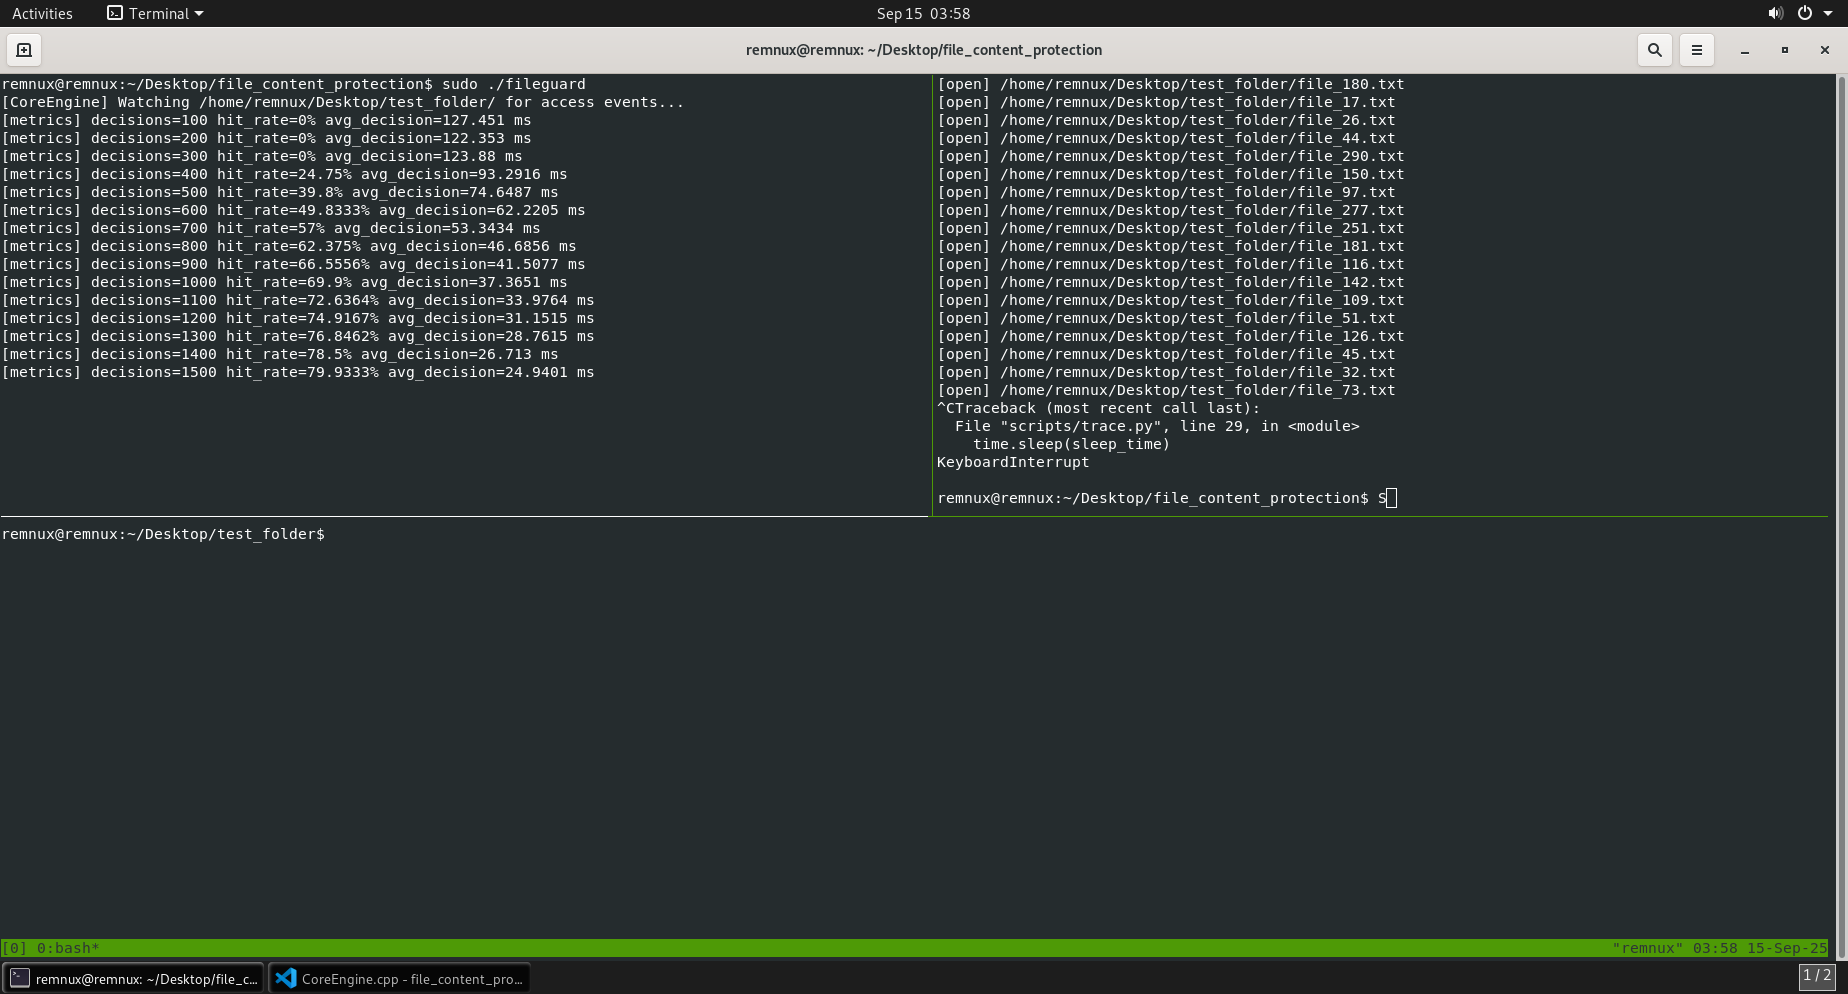 Activities
Terminal
Sep 15 03:58
remnux@remnux: ~/Desktop/file_content_protection
remnux@remnux:~/Desktop/file_content_protection$ sudo ./fileguard
[CoreEngine] Watching /home/remnux/Desktop/test_folder/ for access events...
[metrics] decisions=100 hit_rate=0% avg_decision=127.451 ms
[metrics] decisions=200 hit_rate=0% avg_decision=122.353 ms
[metrics] decisions=300 hit_rate=0% avg_decision=123.88 ms
[metrics] decisions=400 hit_rate=24.75% avg_decision=93.2916 ms
[metrics] decisions=500 hit_rate=39.8% avg_decision=74.6487 ms
[metrics] decisions=600 hit_rate=49.8333% avg_decision=62.2205 ms
[metrics] decisions=700 hit_rate=57% avg_decision=53.3434 ms
[metrics] decisions=800 hit_rate=62.375% avg_decision=46.6856 ms
[metrics] decisions=900 hit_rate=66.5556% avg_decision=41.5077 ms
[metrics] decisions=1000 hit_rate=69.9% avg_decision=37.3651 ms
[metrics] decisions=1100 hit_rate=72.6364% avg_decision=33.9764 ms
[metrics] decisions=1200 hit_rate=74.9167% avg_decision=31.1515 ms
[metrics] decisions=1300 hit_rate=76.8462% avg_decision=28.7615 ms
[metrics] decisions=1400 hit_rate=78.5% avg_decision=26.713 ms
[metrics] decisions=1500 hit_rate=79.9333% avg_decision=24.9401 ms
[open] /home/remnux/Desktop/test_folder/file_180.txt
[open] /home/remnux/Desktop/test_folder/file_17.txt
[open] /home/remnux/Desktop/test_folder/file_26.txt
[open] /home/remnux/Desktop/test_folder/file_44.txt
[open] /home/remnux/Desktop/test_folder/file_290.txt
[open] /home/remnux/Desktop/test_folder/file_150.txt
[open] /home/remnux/Desktop/test_folder/file_97.txt
[open] /home/remnux/Desktop/test_folder/file_277.txt
[open] /home/remnux/Desktop/test_folder/file_251.txt
[open] /home/remnux/Desktop/test_folder/file_181.txt
[open] /home/remnux/Desktop/test_folder/file_116.txt
[open] /home/remnux/Desktop/test_folder/file_142.txt
[open] /home/remnux/Desktop/test_folder/file_109.txt
[open] /home/remnux/Desktop/test_folder/file_51.txt
[open] /home/remnux/Desktop/test_folder/file_126.txt
[open] /home/remnux/Desktop/test_folder/file_45.txt
[open] /home/remnux/Desktop/test_folder/file_32.txt
[open] /home/remnux/Desktop/test_folder/file_73.txt
^CTraceback (most recent call last):
  File "scripts/trace.py", line 29, in <module>
    time.sleep(sleep_time)
KeyboardInterrupt
remnux@remnux:~/Desktop/file_content_protection$ S
remnux@remnux:~/Desktop/test_folder$
[0] 0:bash*
"remnux" 03:58 15-Sep-25
remnux@remnux: ~/Desktop/file_c...
CoreEngine.cpp - file_content_pro...
1 / 2